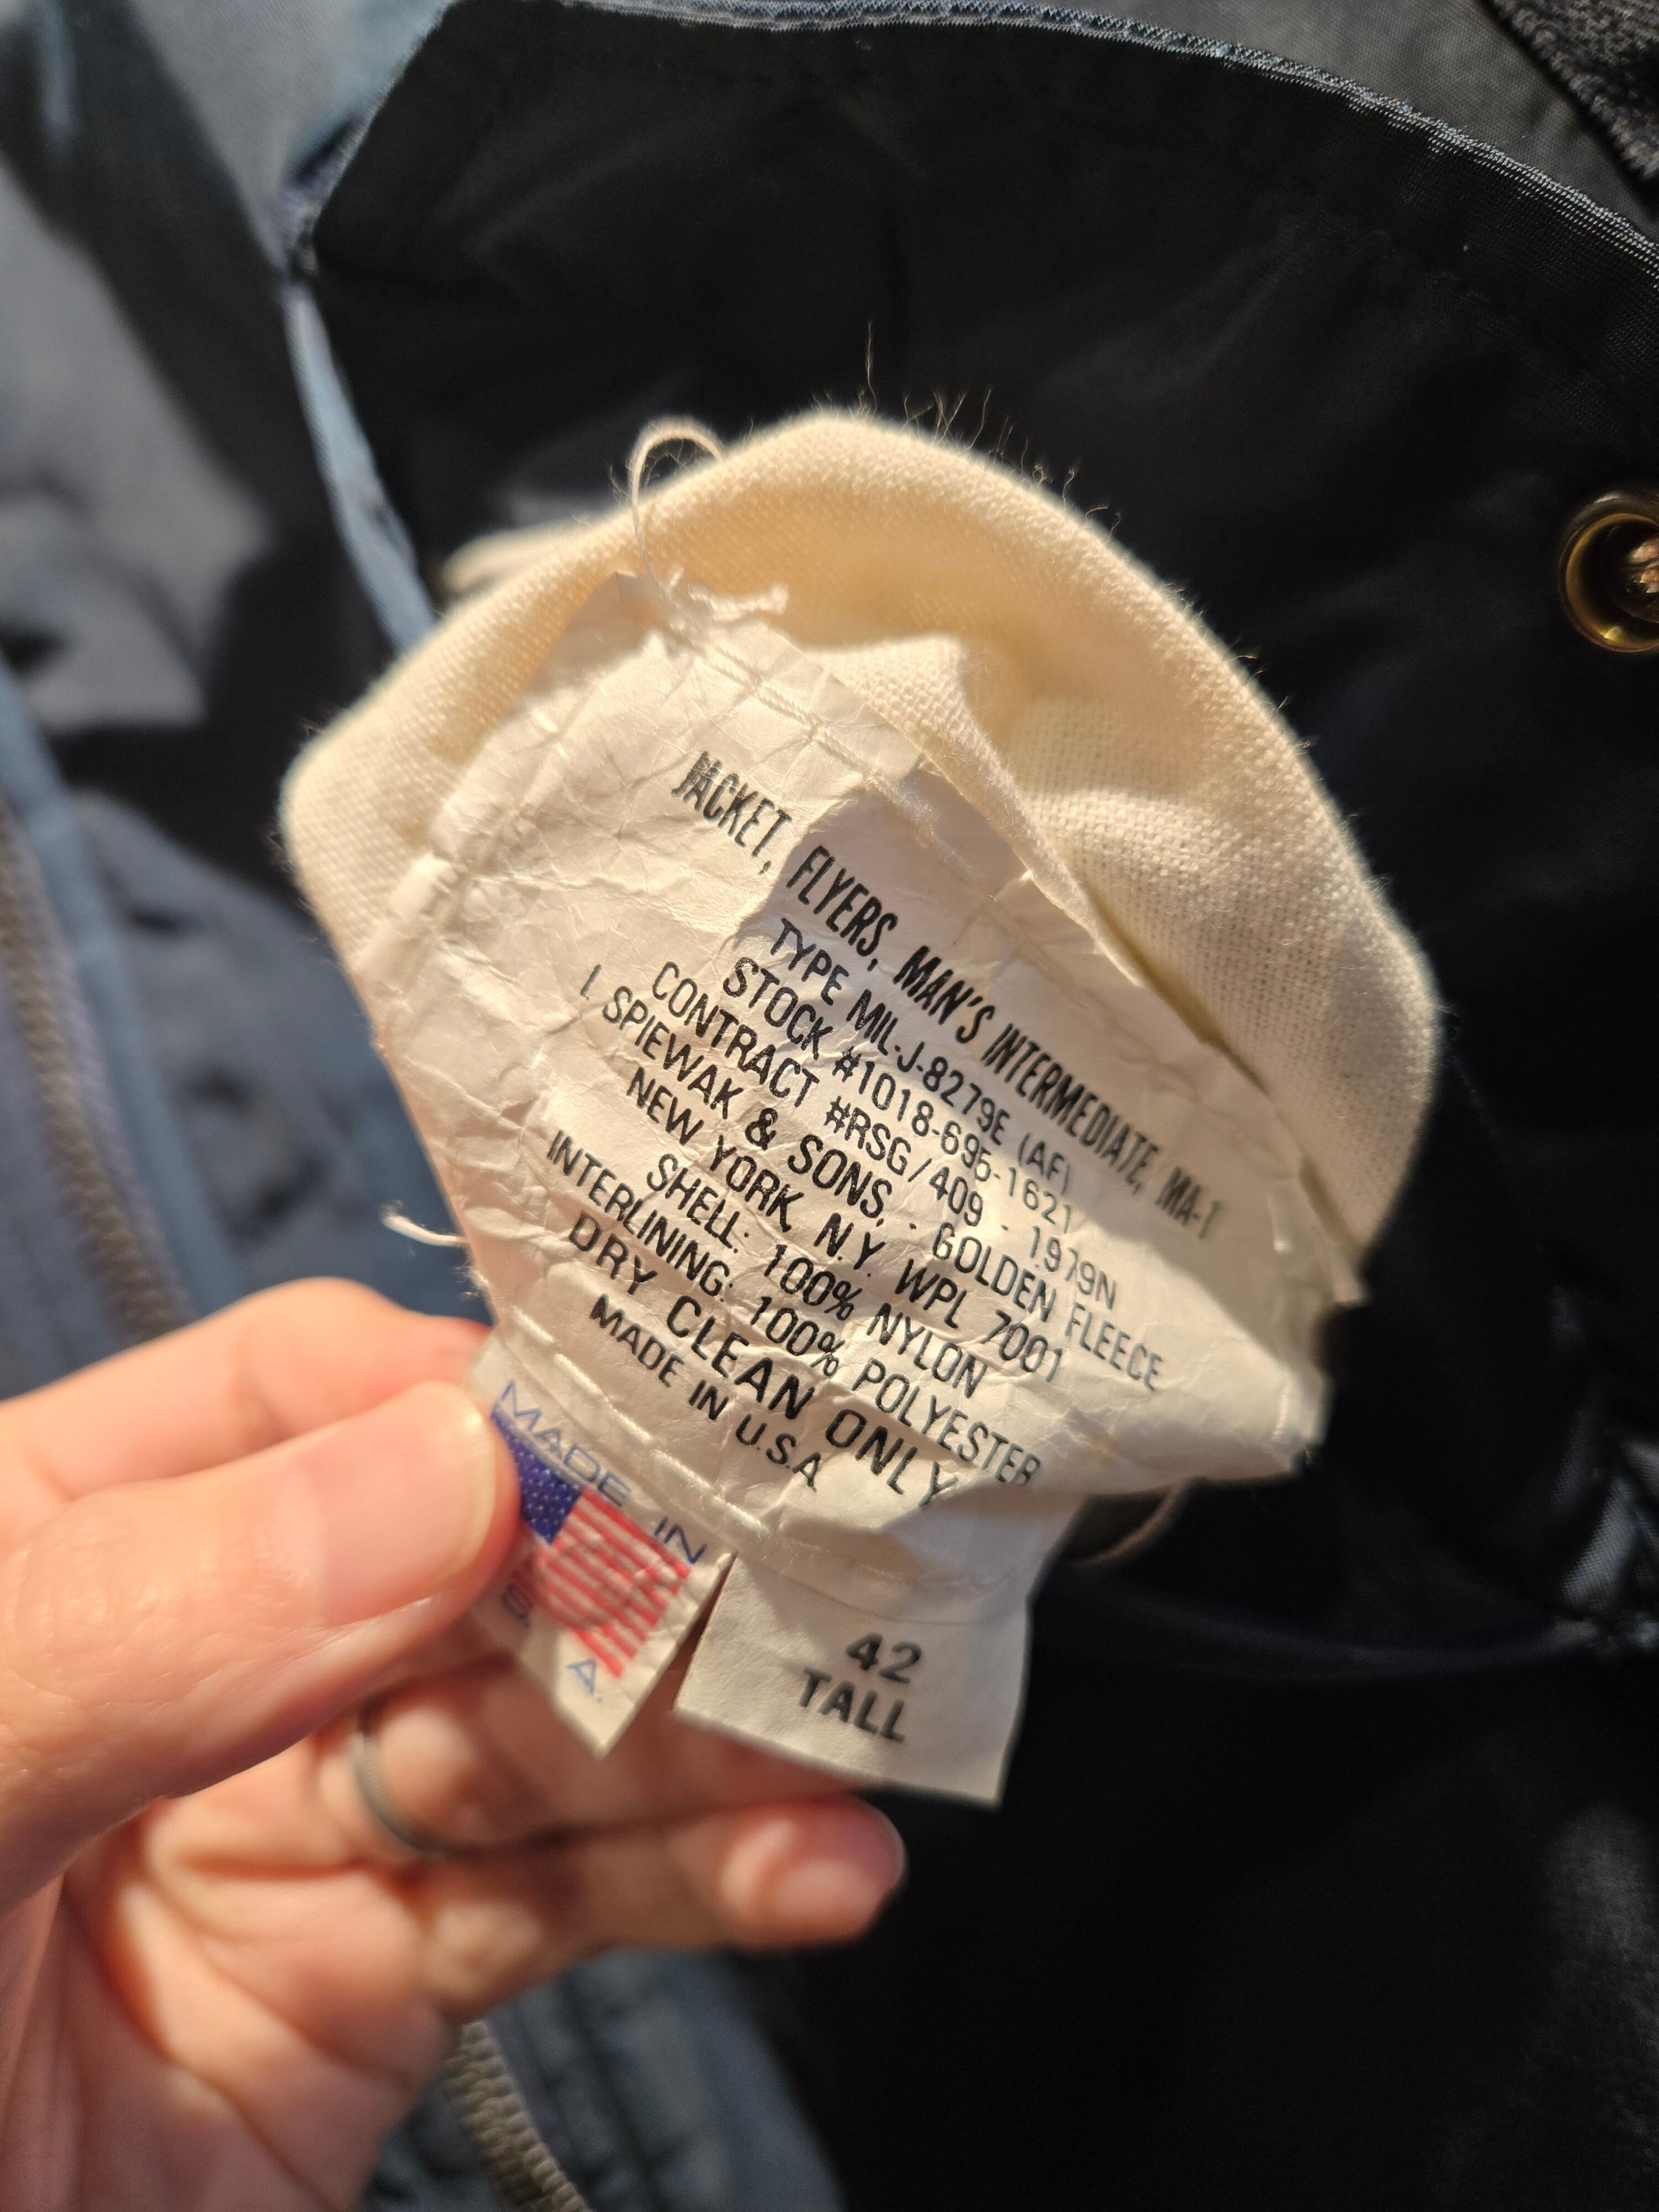 JACKET, FLYERS, MAN'S INTERMEDIATE, MA-1
TYPE MIL-J-8279E (AF)
STOCK #1018-695-1621
CONTRACT #RSG/409 - 1979N
I. SPIEWAK & SONS, - GOLDEN FLEECE
NEW YORK, N.Y. WPL 7001
SHELL: 100% NYLON
INTERLINING: 100% POLYESTER
DRY CLEAN ONLY
MADE IN U.S.A
MADE IN
S. A.
42
TALL